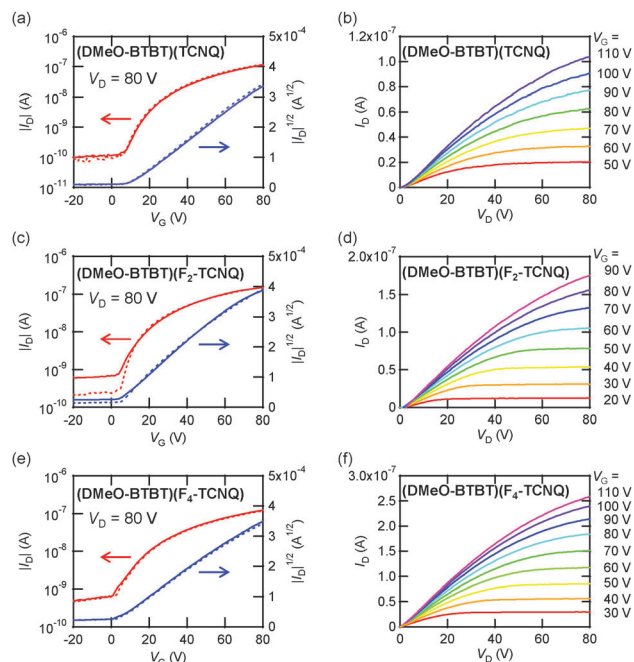 (a)
(DMeO-BTBT)(TCNQ)
V_D = 80 V
10^-6
10^-7
10^-8
10^-9
10^-10
10^-11
|I_D| (A)
5x10^-4
4
3
2
1
0
|I_D|^1/2 (A^1/2)
-20 0 20 40 60 80
V_G (V)
(b)
(DMeO-BTBT)(TCNQ)
1.2x10^-7
1.0
0.8
0.6
0.4
0.2
0.0
I_D (A)
0 20 40 60 80
V_D (V)
V_G =
110 V
100 V
90 V
80 V
70 V
60 V
50 V
(c)
(DMeO-BTBT)(F2-TCNQ)
V_D = 80 V
10^-6
10^-7
10^-8
10^-9
10^-10
|I_D| (A)
5x10^-4
4
3
2
1
0
|I_D|^1/2 (A^1/2)
-20 0 20 40 60 80
V_G (V)
(d)
(DMeO-BTBT)(F2-TCNQ)
2.0x10^-7
1.5
1.0
0.5
0.0
I_D (A)
0 20 40 60 80
V_D (V)
V_G =
90 V
80 V
70 V
60 V
50 V
40 V
30 V
20 V
(e)
(DMeO-BTBT)(F4-TCNQ)
V_D = 80 V
10^-6
10^-7
10^-8
10^-9
10^-10
|I_D| (A)
5x10^-4
4
3
2
1
0
|I_D|^1/2 (A^1/2)
-20 0 20 40 60 80
(f)
(DMeO-BTBT)(F4-TCNQ)
3.0x10^-7
2.5
2.0
1.5
1.0
0.5
0.0
I_D (A)
0 20 40 60 80
V_D (V)
V_G =
110 V
100 V
90 V
80 V
70 V
60 V
50 V
40 V
30 V